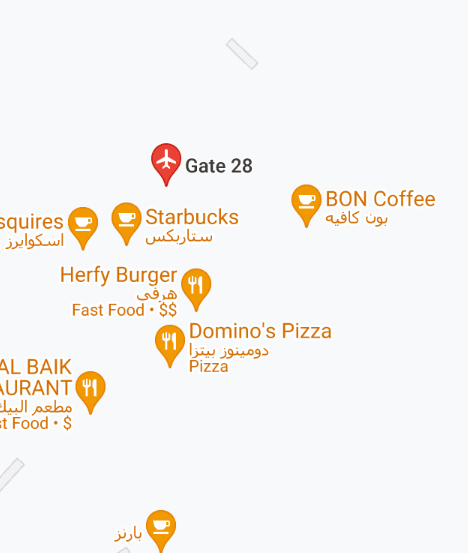 Gate 28
BON Coffee
بون كافيه
squires
اسكوايرز
Starbucks
ستاربكس
Herfy Burger
هرفي
Fast Food • $$
Domino's Pizza
دومينوز بيتزا
Pizza
AL BAIK
AURANT
مطعم البيك
st Food • $
بارنز